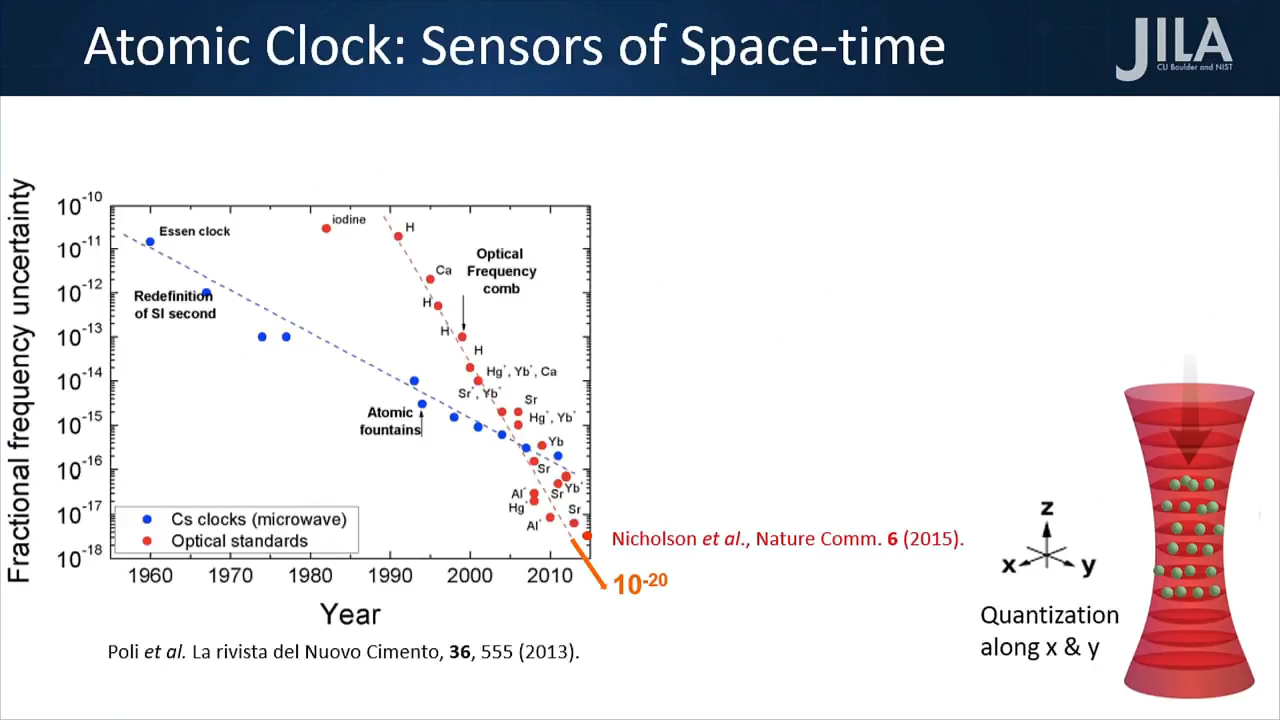 Atomic Clock: Sensors of Space-time
JILA
CU Boulder and NIST
Fractional frequency uncertainty
10-10
10-11
10-12
10-13
10-14
10-15
10-16
10-17
10-18
Essen clock
Redefinition
of SI second
iodine
H
Ca
Optical
Frequency
comb
H
H
H
Hg+, Yb+, Ca
Sr+, Yb+
Sr
Hg+, Yb+
Atomic
fountains
Yb
Sr
Yb+
Sr
Al+
Hg+
Sr
Al+
Cs clocks (microwave)
Optical standards
1960 1970 1980 1990 2000 2010
Year
10-20
Nicholson et al., Nature Comm. 6 (2015).
Poli et al. La rivista del Nuovo Cimento, 36, 555 (2013).
z
x
y
Quantization
along x & y